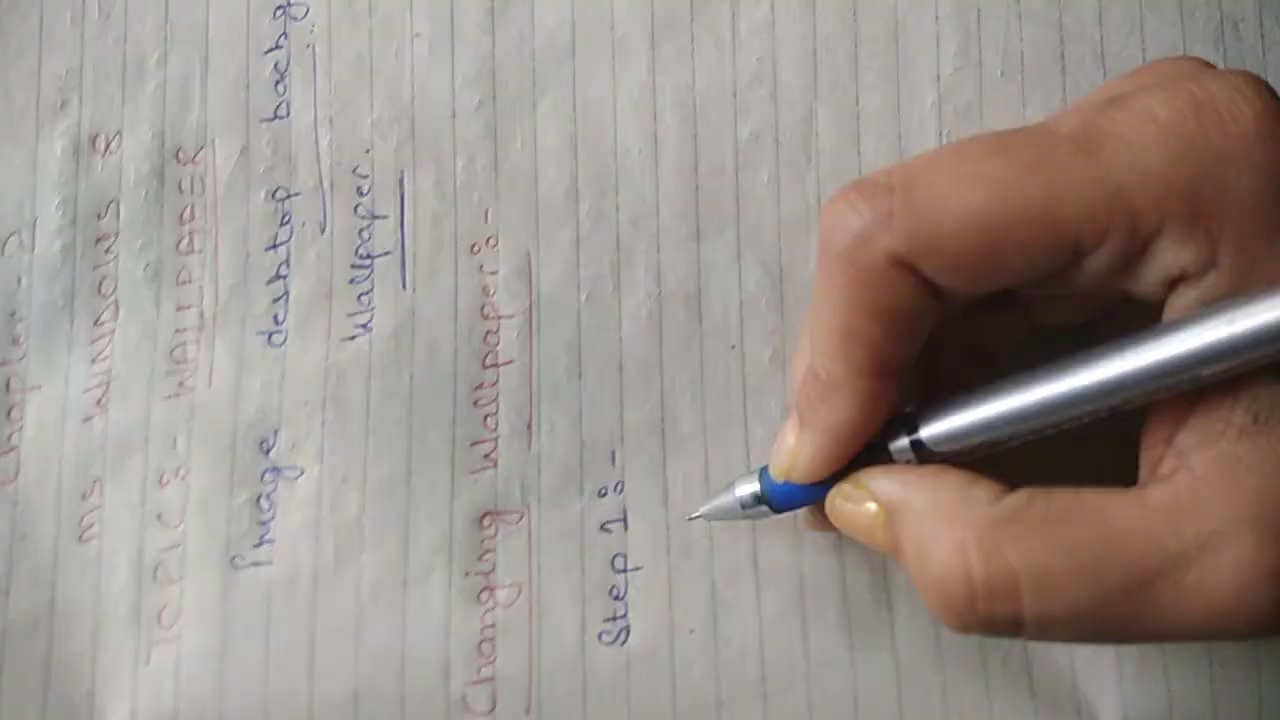 Chapter-2
MS WINDOWS 8
TOPICS- WALLPAPER
Image desktop backg
Wallpaper.
Changing Wallpaper:-
Step 1:-